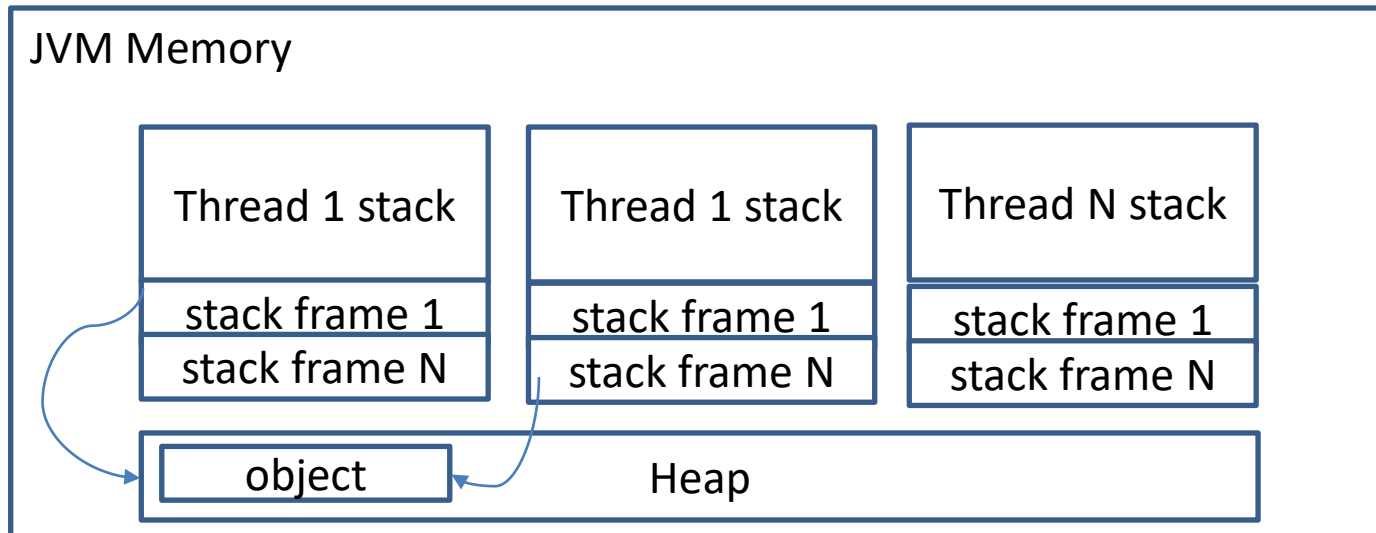 JVM Memory
Thread 1 stack
Thread 1 stack
Thread N stack
stack frame 1
stack frame 1
stack frame 1
stack frame N
stack frame N
stack frame N
object
Heap